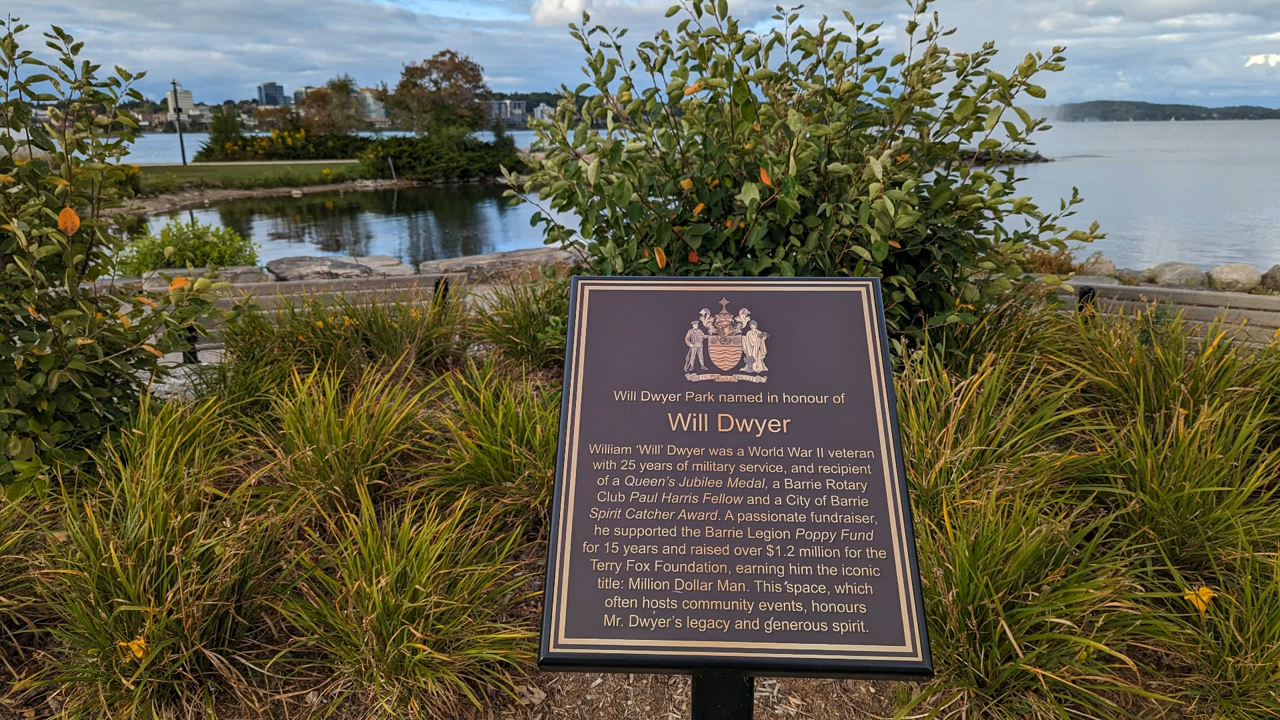 Will Dwyer Park named in honour of
Will Dwyer
William ‘Will’ Dwyer was a World War II veteran
with 25 years of military service, and recipient
of a Queen’s Jubilee Medal, a Barrie Rotary
Club Paul Harris Fellow and a City of Barrie
Spirit Catcher Award. A passionate fundraiser,
he supported the Barrie Legion Poppy Fund
for 15 years and raised over $1.2 million for the
Terry Fox Foundation, earning him the iconic
title: Million Dollar Man. This space, which
often hosts community events, honours
Mr. Dwyer’s legacy and generous spirit.